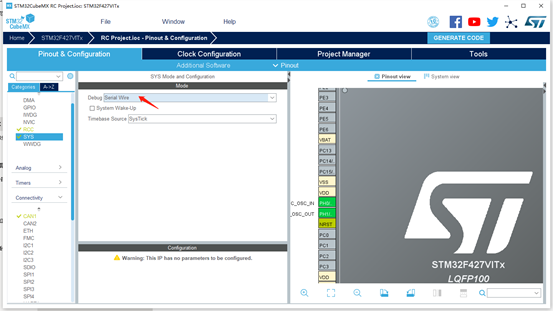 STM32 CubeMX RC Project.ioc: STM32F427VITx
STM32
CubeMX
File
Window
Help
Home
STM32F427VITx
RC Project.ioc - Pinout & Configuration
GENERATE CODE
Pinout & Configuration
Clock Configuration
Project Manager
Tools
Additional Software
Pinout
Categories
A->Z
DMA
GPIO
IWDG
NVIC
RCC
SYS
WWDG
Analog
Timers
Connectivity
CAN1
CAN2
ETH
FMC
I2C1
I2C2
I2C3
SDIO
SPI1
SPI2
SPI3
SPI4
SYS Mode and Configuration
Mode
Debug
Serial Wire
System Wake-Up
Timebase Source
SysTick
Configuration
Warning: This IP has no parameters to be configured.
Pinout view
System view
PE3
PE4
PE5
PE6
VBAT
PC13
PC14/
PC15/
VSS
VDD
C_OSC_IN
PH0/
_OSC_OUT
PH1/
NRST
PC0
PC1
PC2
PC3
VDD
STM32F427VITx
LQFP100